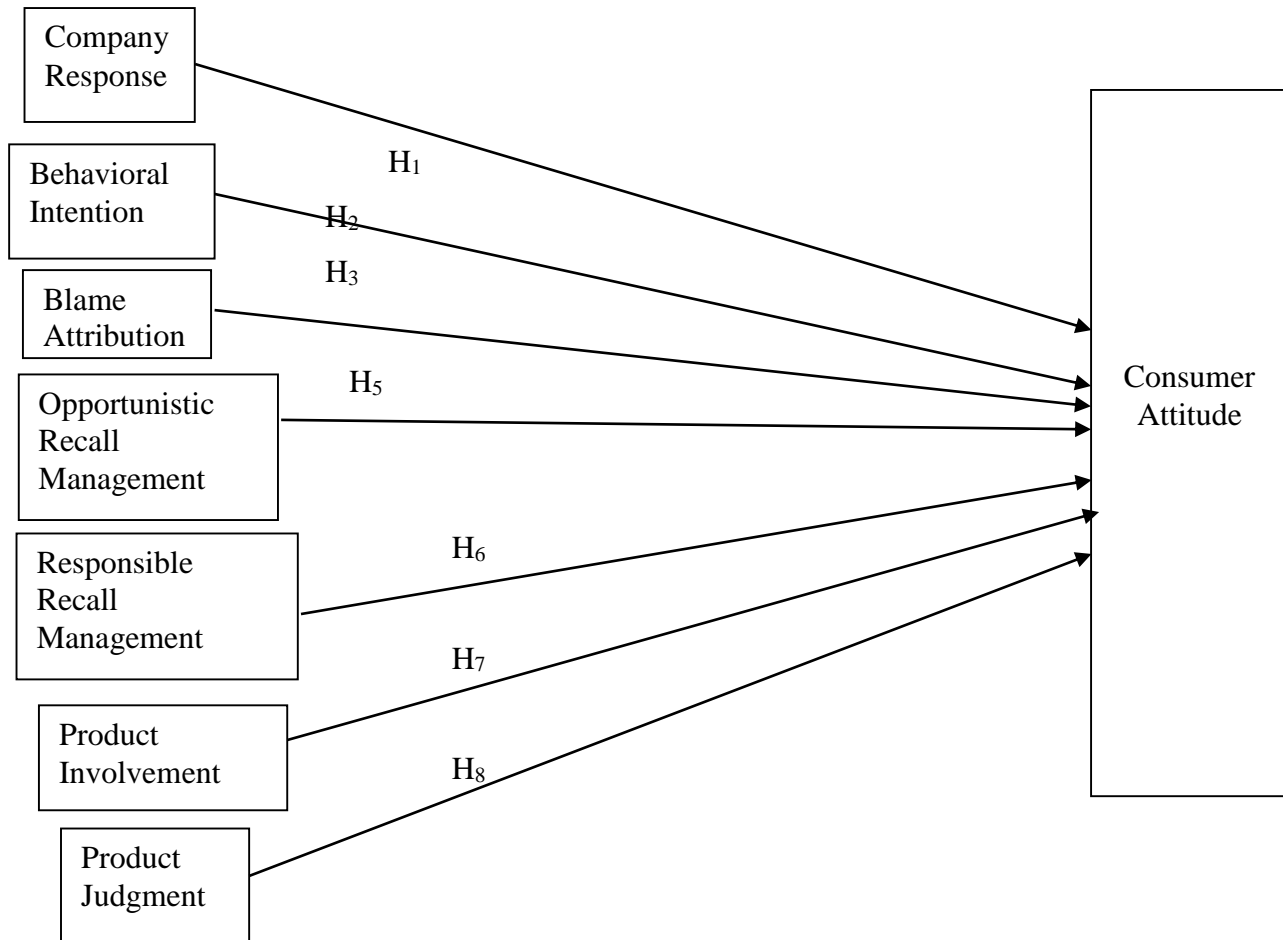 Company
Response
H₁
Behavioral
Intention
H₂
H₃
Blame
Attribution
H₅
Opportunistic
Recall
Management
Consumer
Attitude
Responsible
Recall
Management
H₆
H₇
Product
Involvement
H₈
Product
Judgment